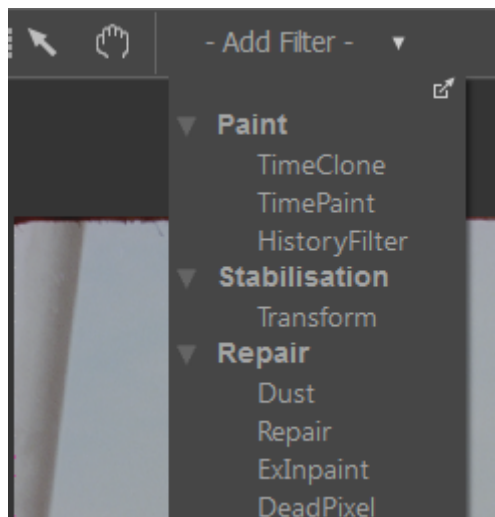 - Add Filter -
Paint
TimeClone
TimePaint
HistoryFilter
Stabilisation
Transform
Repair
Dust
Repair
ExInpaint
DeadPixel